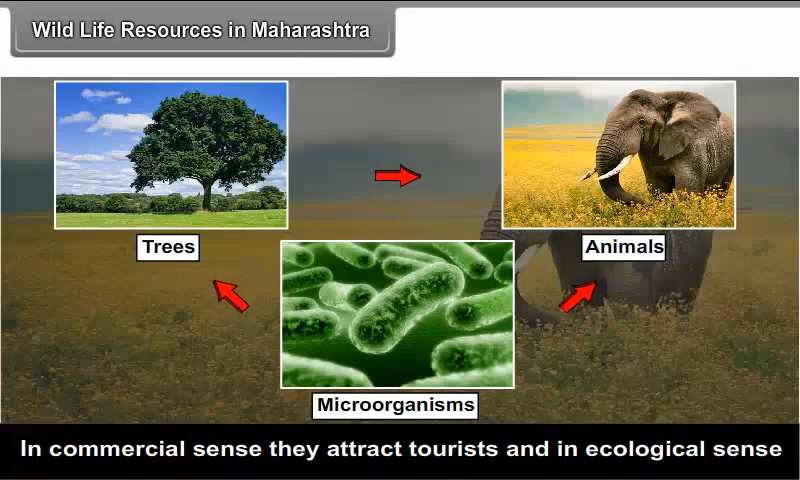 Wild Life Resources in Maharashtra
Trees
Animals
Microorganisms
In commercial sense they attract tourists and in ecological sense